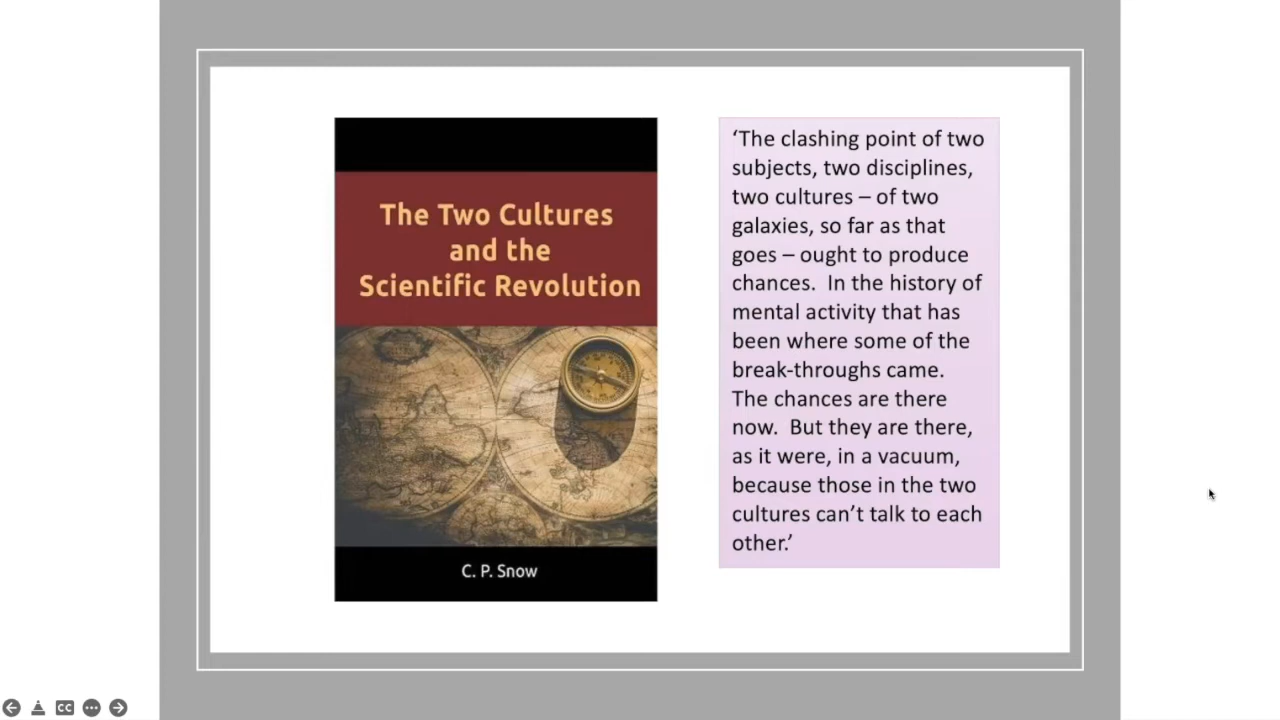 The Two Cultures
and the
Scientific Revolution
C. P. Snow
‘The clashing point of two
subjects, two disciplines,
two cultures – of two
galaxies, so far as that
goes – ought to produce
chances.  In the history of
mental activity that has
been where some of the
break-throughs came.
The chances are there
now.  But they are there,
as it were, in a vacuum,
because those in the two
cultures can’t talk to each
other.’
CC